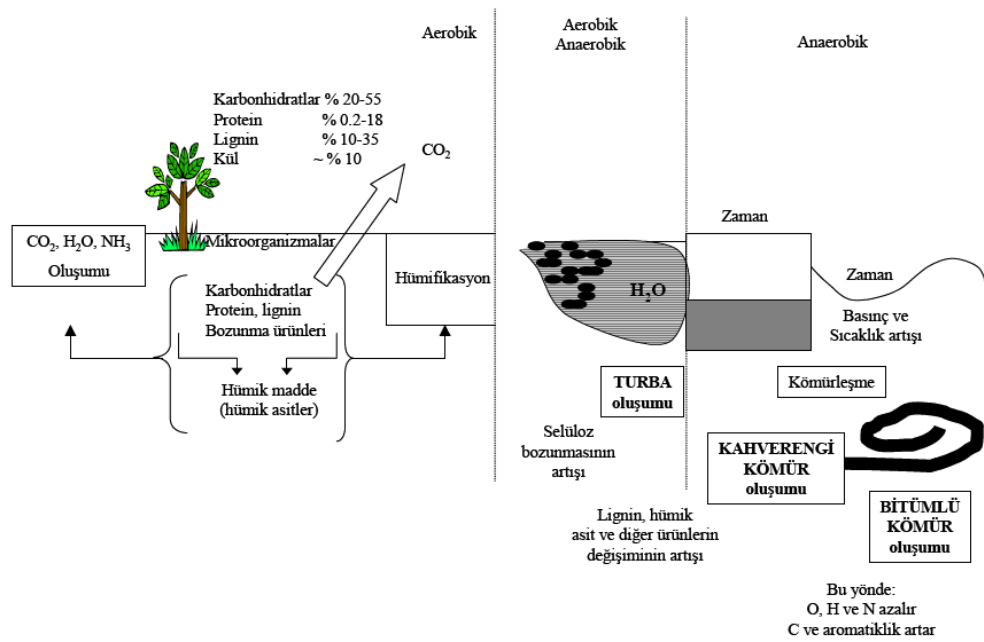 Aerobik
Aerobik
Anaerobik
Anaerobik
Karbonhidratlar % 20-55
Protein % 0.2-18
Lignin % 10-35
Kül ~ % 10
CO₂
CO₂, H₂O, NH₃
Oluşumu
Mikroorganizmalar
Karbonhidratlar
Protein, lignin
Bozunma ürünleri
Hümik madde
(hümik asitler)
Hümifikasyon
H₂O
TURBA
oluşumu
Selüloz
bozunmasının
artışı
Lignin, hümik
asit ve diğer ürünlerin
değişiminin artışı
Zaman
Zaman
Basınç ve
Sıcaklık artışı
Kömürleşme
KAHVERENGİ
KÖMÜR
oluşumu
BİTÜMLÜ
KÖMÜR
oluşumu
Bu yönde:
O, H ve N azalır
C ve aromatiklik artar